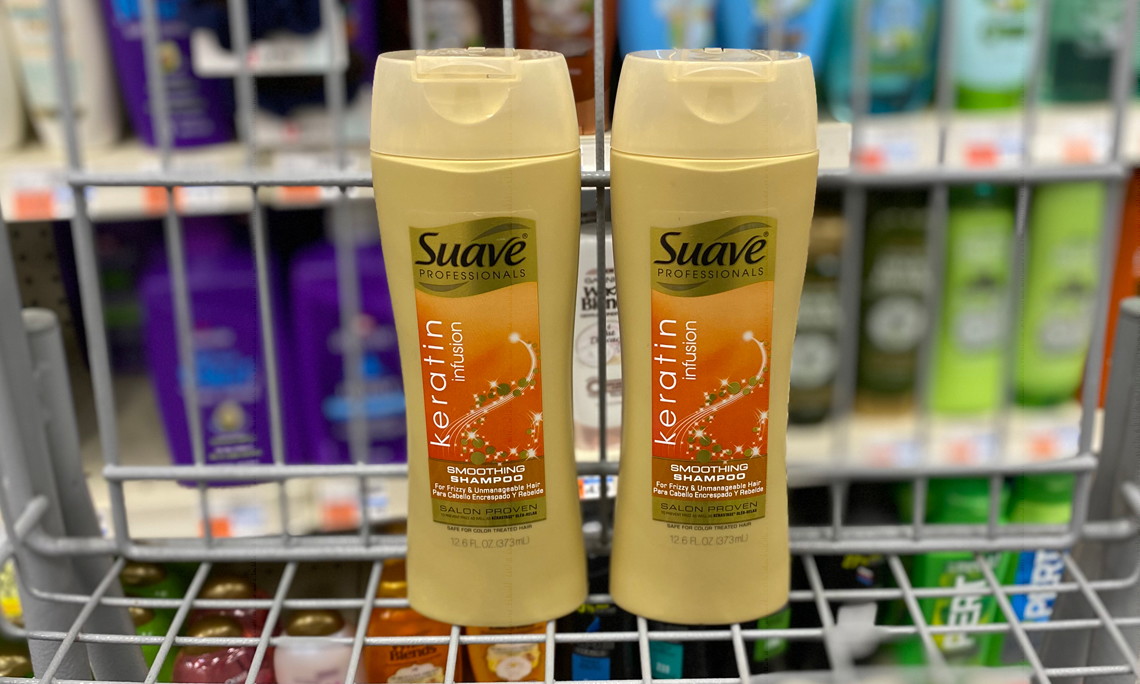 Suave®
PROFESSIONALS
keratin
infusion
SMOOTHING
SHAMPOO
For Frizzy & Unmanageable Hair
Para Cabello Encrespado Y Rebelde
SALON PROVEN
SAFE FOR COLOR TREATED HAIR
12.6 FL OZ (373mL)
Suave®
PROFESSIONALS
keratin
infusion
SMOOTHING
SHAMPOO
For Frizzy & Unmanageable Hair
Para Cabello Encrespado Y Rebelde
SALON PROVEN
SAFE FOR COLOR TREATED HAIR
12.6 FL OZ (373mL)
Blends
PERT